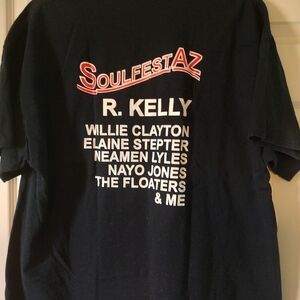 SOULFESTAZ
R. KELLY
WILLIE CLAYTON
ELAINE STEPTER
NEAMEN LYLES
NAYO JONES
THE FLOATERS
& ME